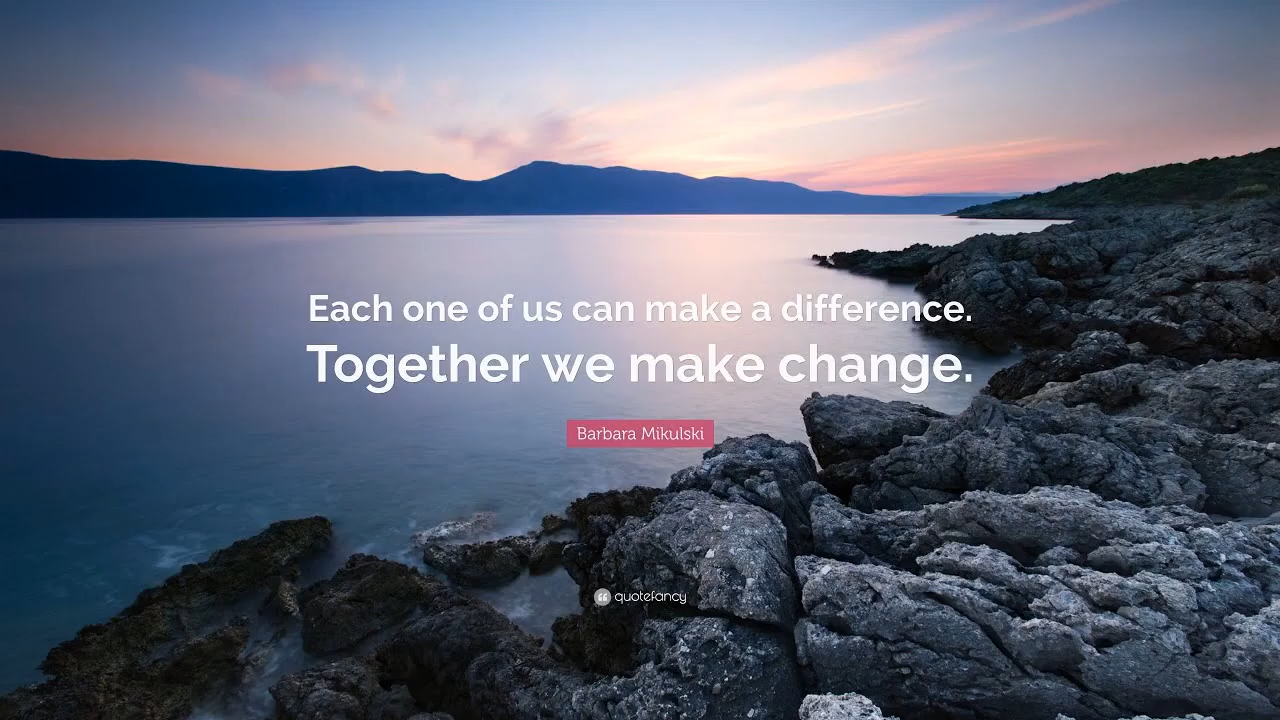 Each one of us can make a difference.
Together we make change.
Barbara Mikulski
quotefancy